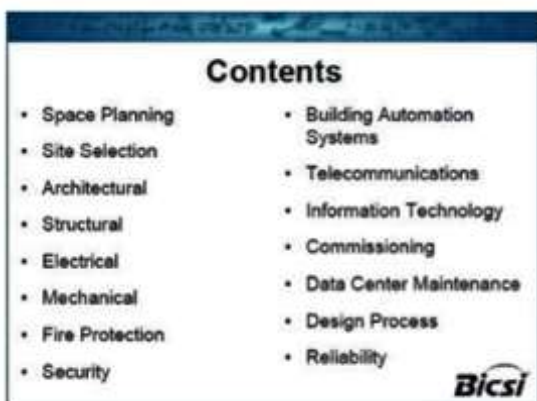 Contents
• Space Planning
• Site Selection
• Architectural
• Structural
• Electrical
• Mechanical
• Fire Protection
• Security
• Building Automation
Systems
• Telecommunications
• Information Technology
• Commissioning
• Data Center Maintenance
• Design Process
• Reliability
Bicsi